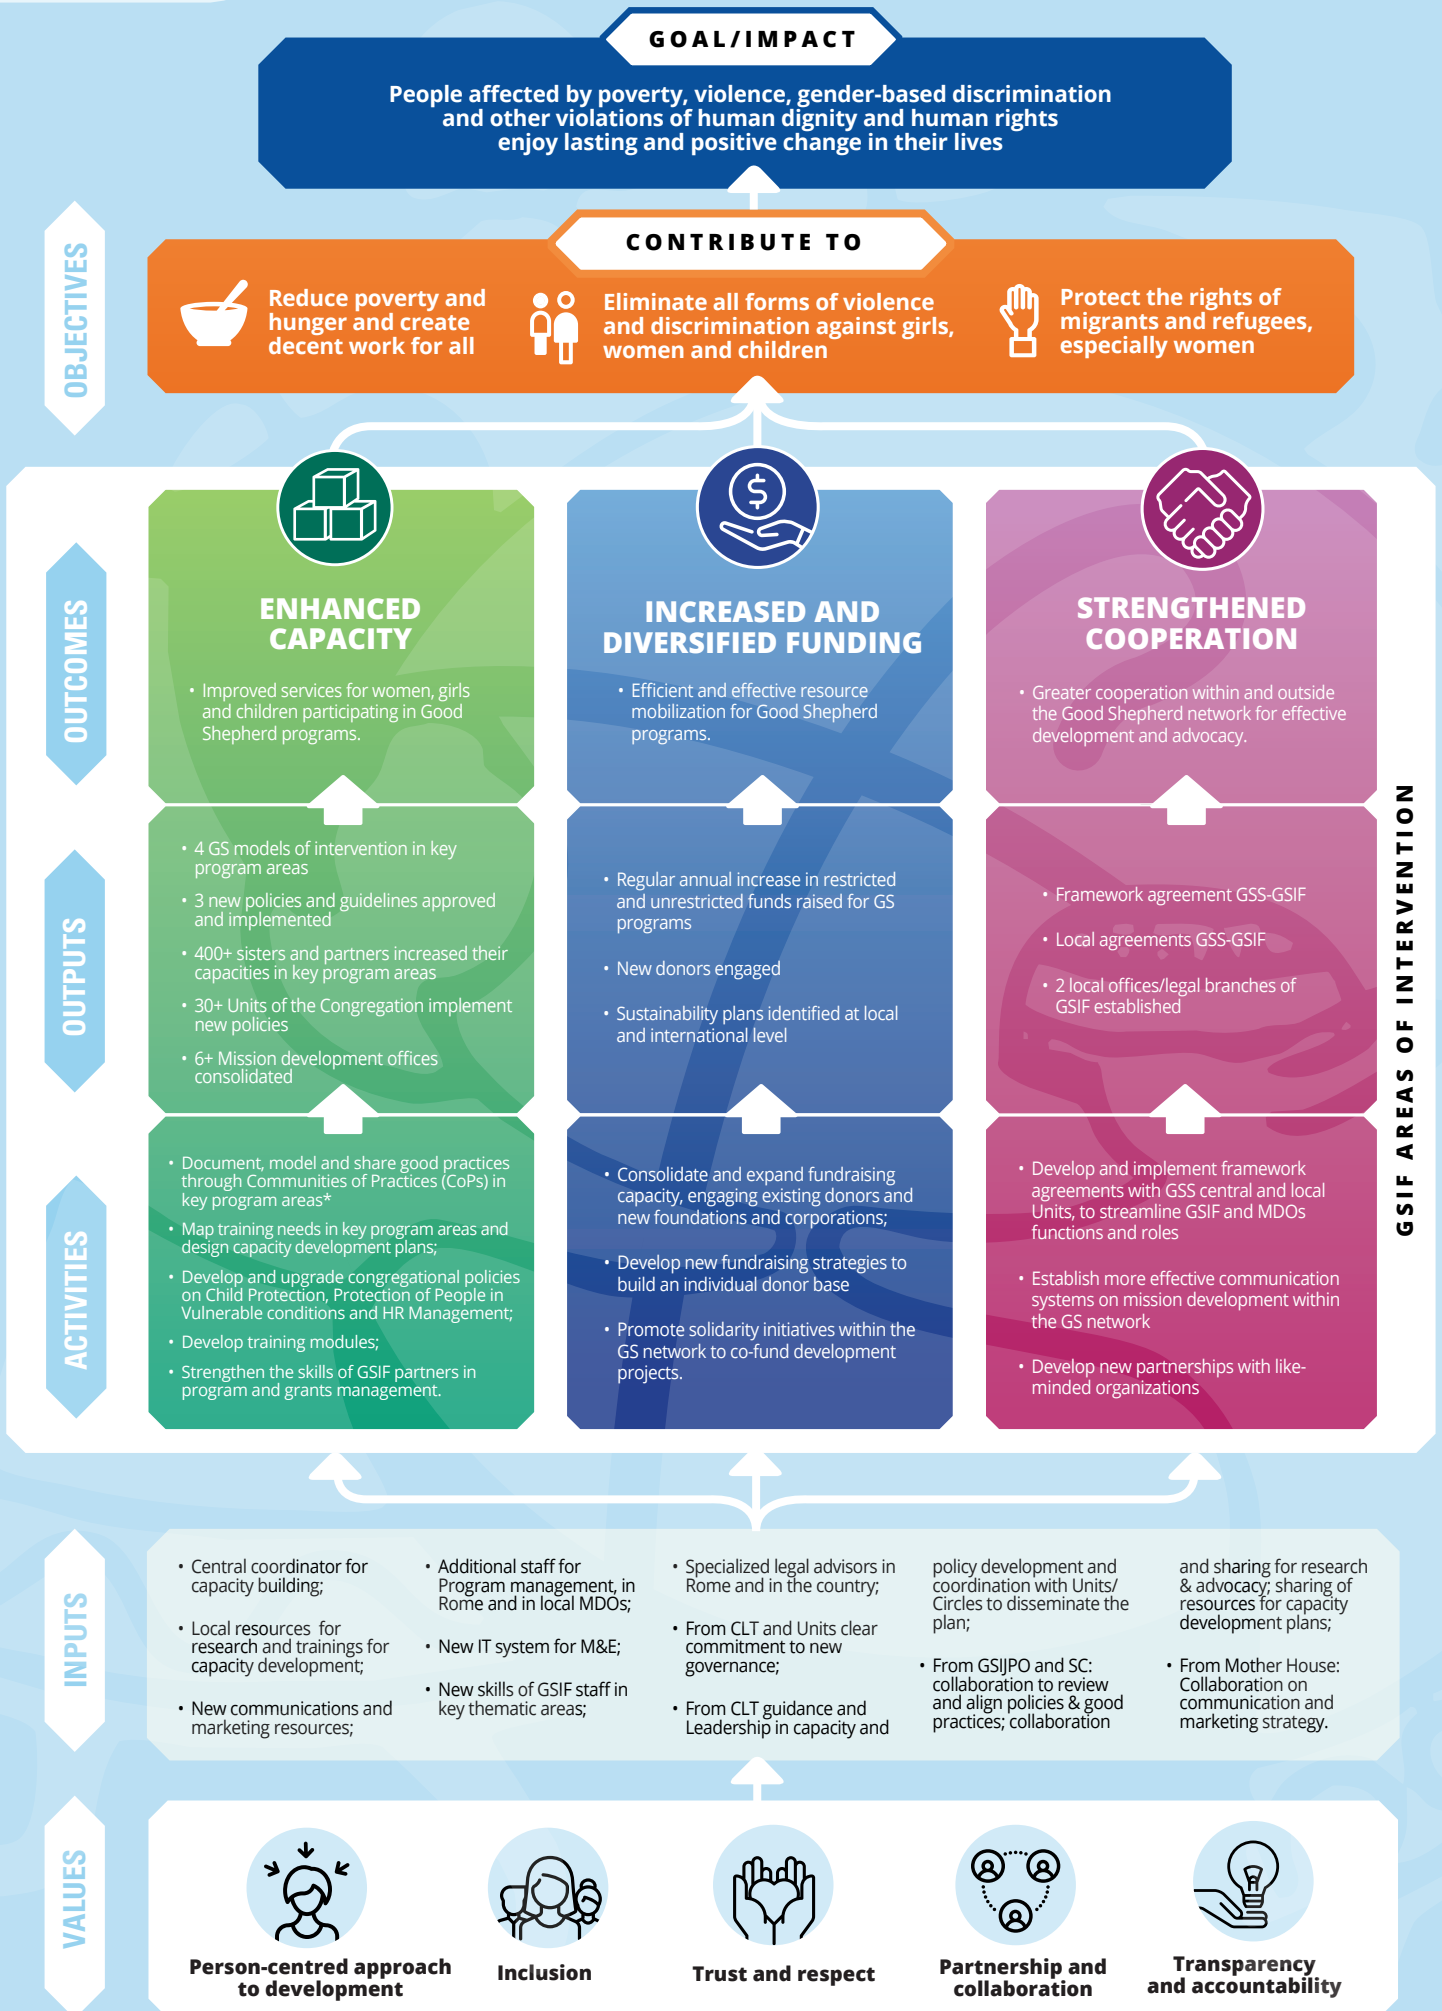 GOAL/IMPACT
People affected by poverty, violence, gender-based discrimination
and other violations of human dignity and human rights
enjoy lasting and positive change in their lives
OBJECTIVES
CONTRIBUTE TO
Reduce poverty and
hunger and create
decent work for all
Eliminate all forms of violence
and discrimination against girls,
women and children
Protect the rights of
migrants and refugees,
especially women
GSIF AREAS OF INTERVENTION
OUTCOMES
ENHANCED
CAPACITY
• Improved services for women, girls
and children participating in Good
Shepherd programs.
INCREASED AND
DIVERSIFIED FUNDING
• Efficient and effective resource
mobilization for Good Shepherd
programs.
STRENGTHENED
COOPERATION
• Greater cooperation within and outside
the Good Shepherd network for effective
development and advocacy.
OUTPUTS
• 4 GS models of intervention in key
program areas
• 3 new policies and guidelines approved
and implemented
• 400+ sisters and partners increased their
capacities in key program areas
• 30+ Units of the Congregation implement
new policies
• 6+ Mission development offices
consolidated
• Regular annual increase in restricted
and unrestricted funds raised for GS
programs
• New donors engaged
• Sustainability plans identified at local
and international level
• Framework agreement GSS-GSIF
• Local agreements GSS-GSIF
• 2 local offices/legal branches of
GSIF established
ACTIVITIES
• Document, model and share good practices
through Communities of Practices (CoPs) in
key program areas*
• Map training needs in key program areas and
design capacity development plans;
• Develop and upgrade congregational policies
on Child Protection, Protection of People in
Vulnerable conditions and HR Management;
• Develop training modules;
• Strengthen the skills of GSIF partners in
program and grants management.
• Consolidate and expand fundraising
capacity, engaging existing donors and
new foundations and corporations;
• Develop new fundraising strategies to
build an individual donor base
• Promote solidarity initiatives within the
GS network to co-fund development
projects.
• Develop and implement framework
agreements with GSS central and local
Units, to streamline GSIF and MDOs
functions and roles
• Establish more effective communication
systems on mission development within
the GS network
• Develop new partnerships with like-
minded organizations
INPUTS
• Central coordinator for
capacity building;
• Local resources for
research and trainings for
capacity development;
• New communications and
marketing resources;
• Additional staff for
Program management, in
Rome and in local MDOs;
• New IT system for M&E;
• New skills of GSIF staff in
key thematic areas;
• Specialized legal advisors in
Rome and in the country;
• From CLT and Units clear
commitment to new
governance;
• From CLT guidance and
Leadership in capacity and
policy development and
coordination with Units/
Circles to disseminate the
plan;
• From GSIJPO and SC:
collaboration to review
and align policies & good
practices; collaboration
and sharing for research
& advocacy; sharing of
resources for capacity
development plans;
• From Mother House:
Collaboration on
communication and
marketing strategy.
VALUES
Person-centred approach
to development
Inclusion
Trust and respect
Partnership and
collaboration
Transparency
and accountability